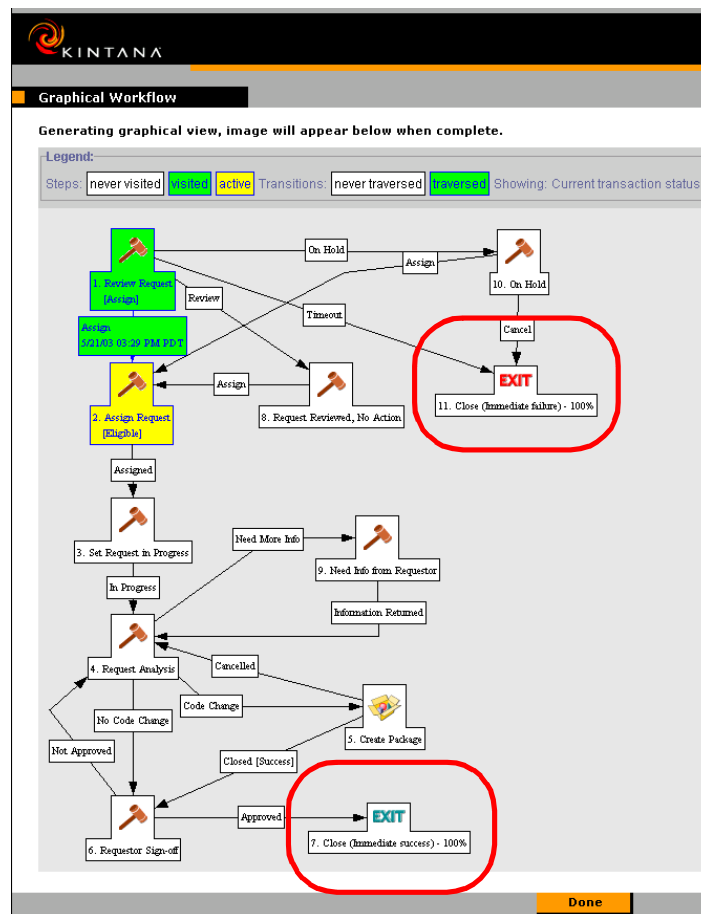 KINTANA
Graphical Workflow
Generating graphical view, image will appear below when complete.
Legend:
Steps: never visited visited active Transitions: never traversed traversed Showing: Current transaction status
On Hold
Assign
1. Review Request
[Assign]
10. On Hold
Review
Timeout
Assign
5/21/03 03:29 PM PDT
Cancel
EXIT
Assign
2. Assign Request
[Eligible]
8. Request Reviewed, No Action
11. Close (Immediate failure) - 100%
Assigned
3. Set Request in Progress
Need More Info
9. Need Info from Requestor
In Progress
Information Returned
4. Request Analysis
Cancelled
Code Change
No Code Change
5. Create Package
Not Approved
Closed [Success]
Approved
EXIT
6. Requestor Sign-off
7. Close (Immediate success) - 100%
Done